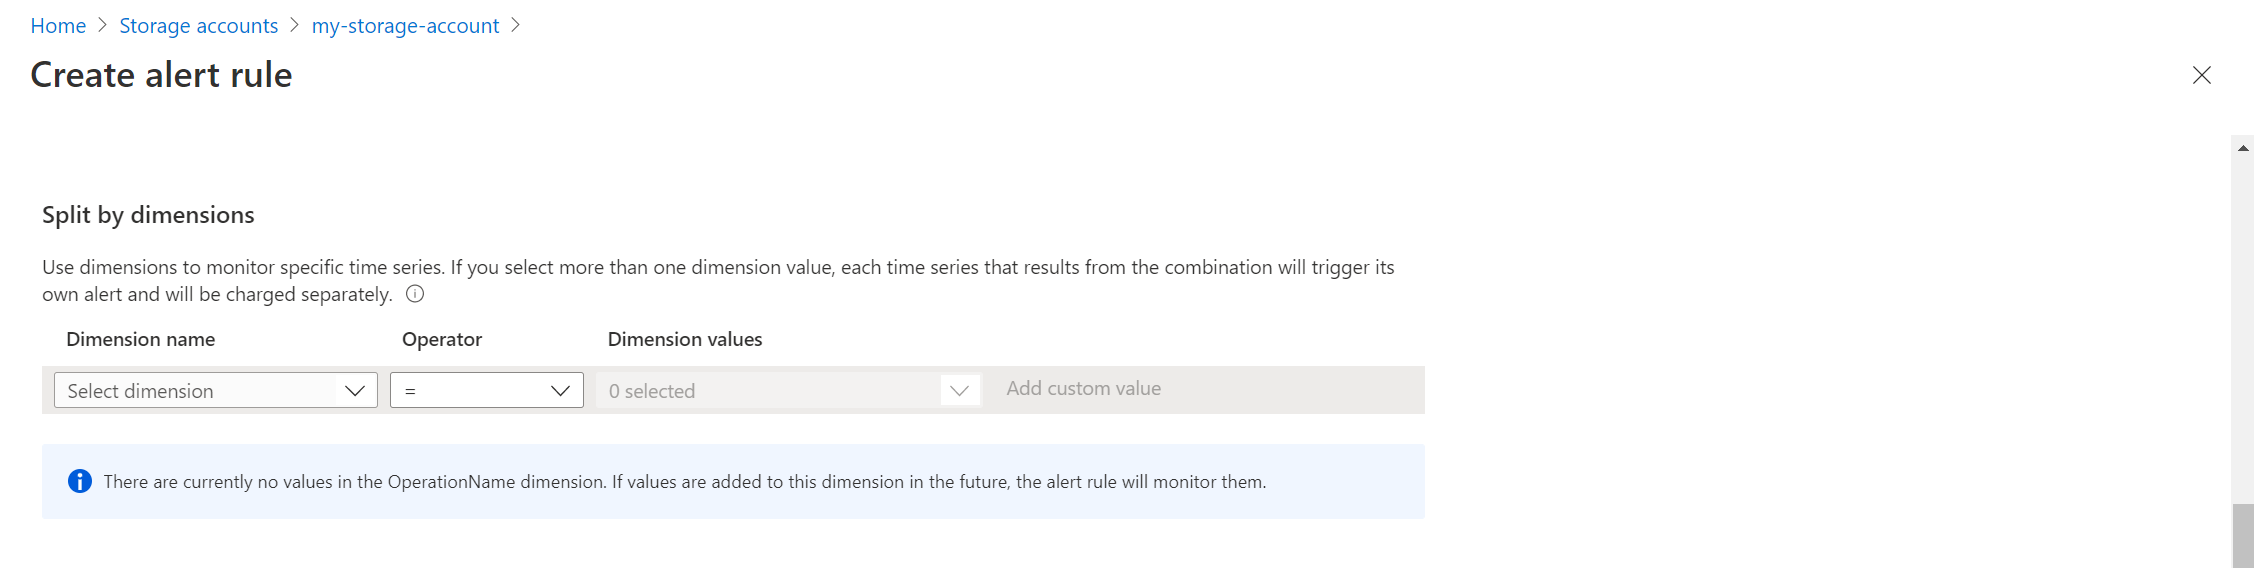 Home > Storage accounts > my-storage-account >
Create alert rule
Split by dimensions
Use dimensions to monitor specific time series. If you select more than one dimension value, each time series that results from the combination will trigger its
own alert and will be charged separately.
Dimension name Operator Dimension values
Select dimension = 0 selected Add custom value
There are currently no values in the OperationName dimension. If values are added to this dimension in the future, the alert rule will monitor them.